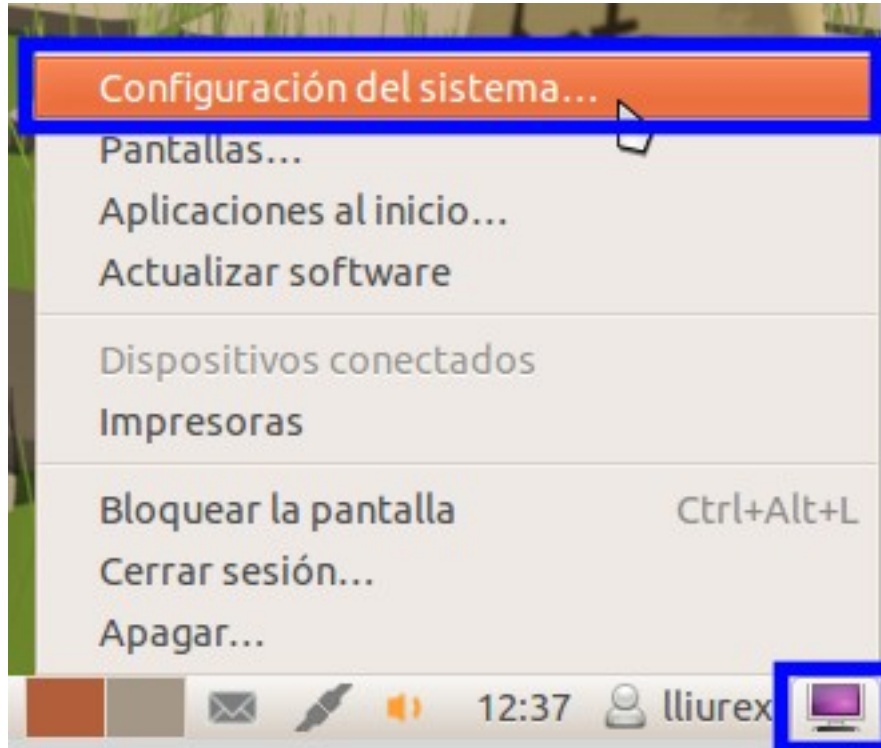 Configuración del sistema...
Pantallas...
Aplicaciones al inicio...
Actualizar software
Dispositivos conectados
Impresoras
Bloquear la pantalla Ctrl+Alt+L
Cerrar sesión...
Apagar...
12:37 lliurex